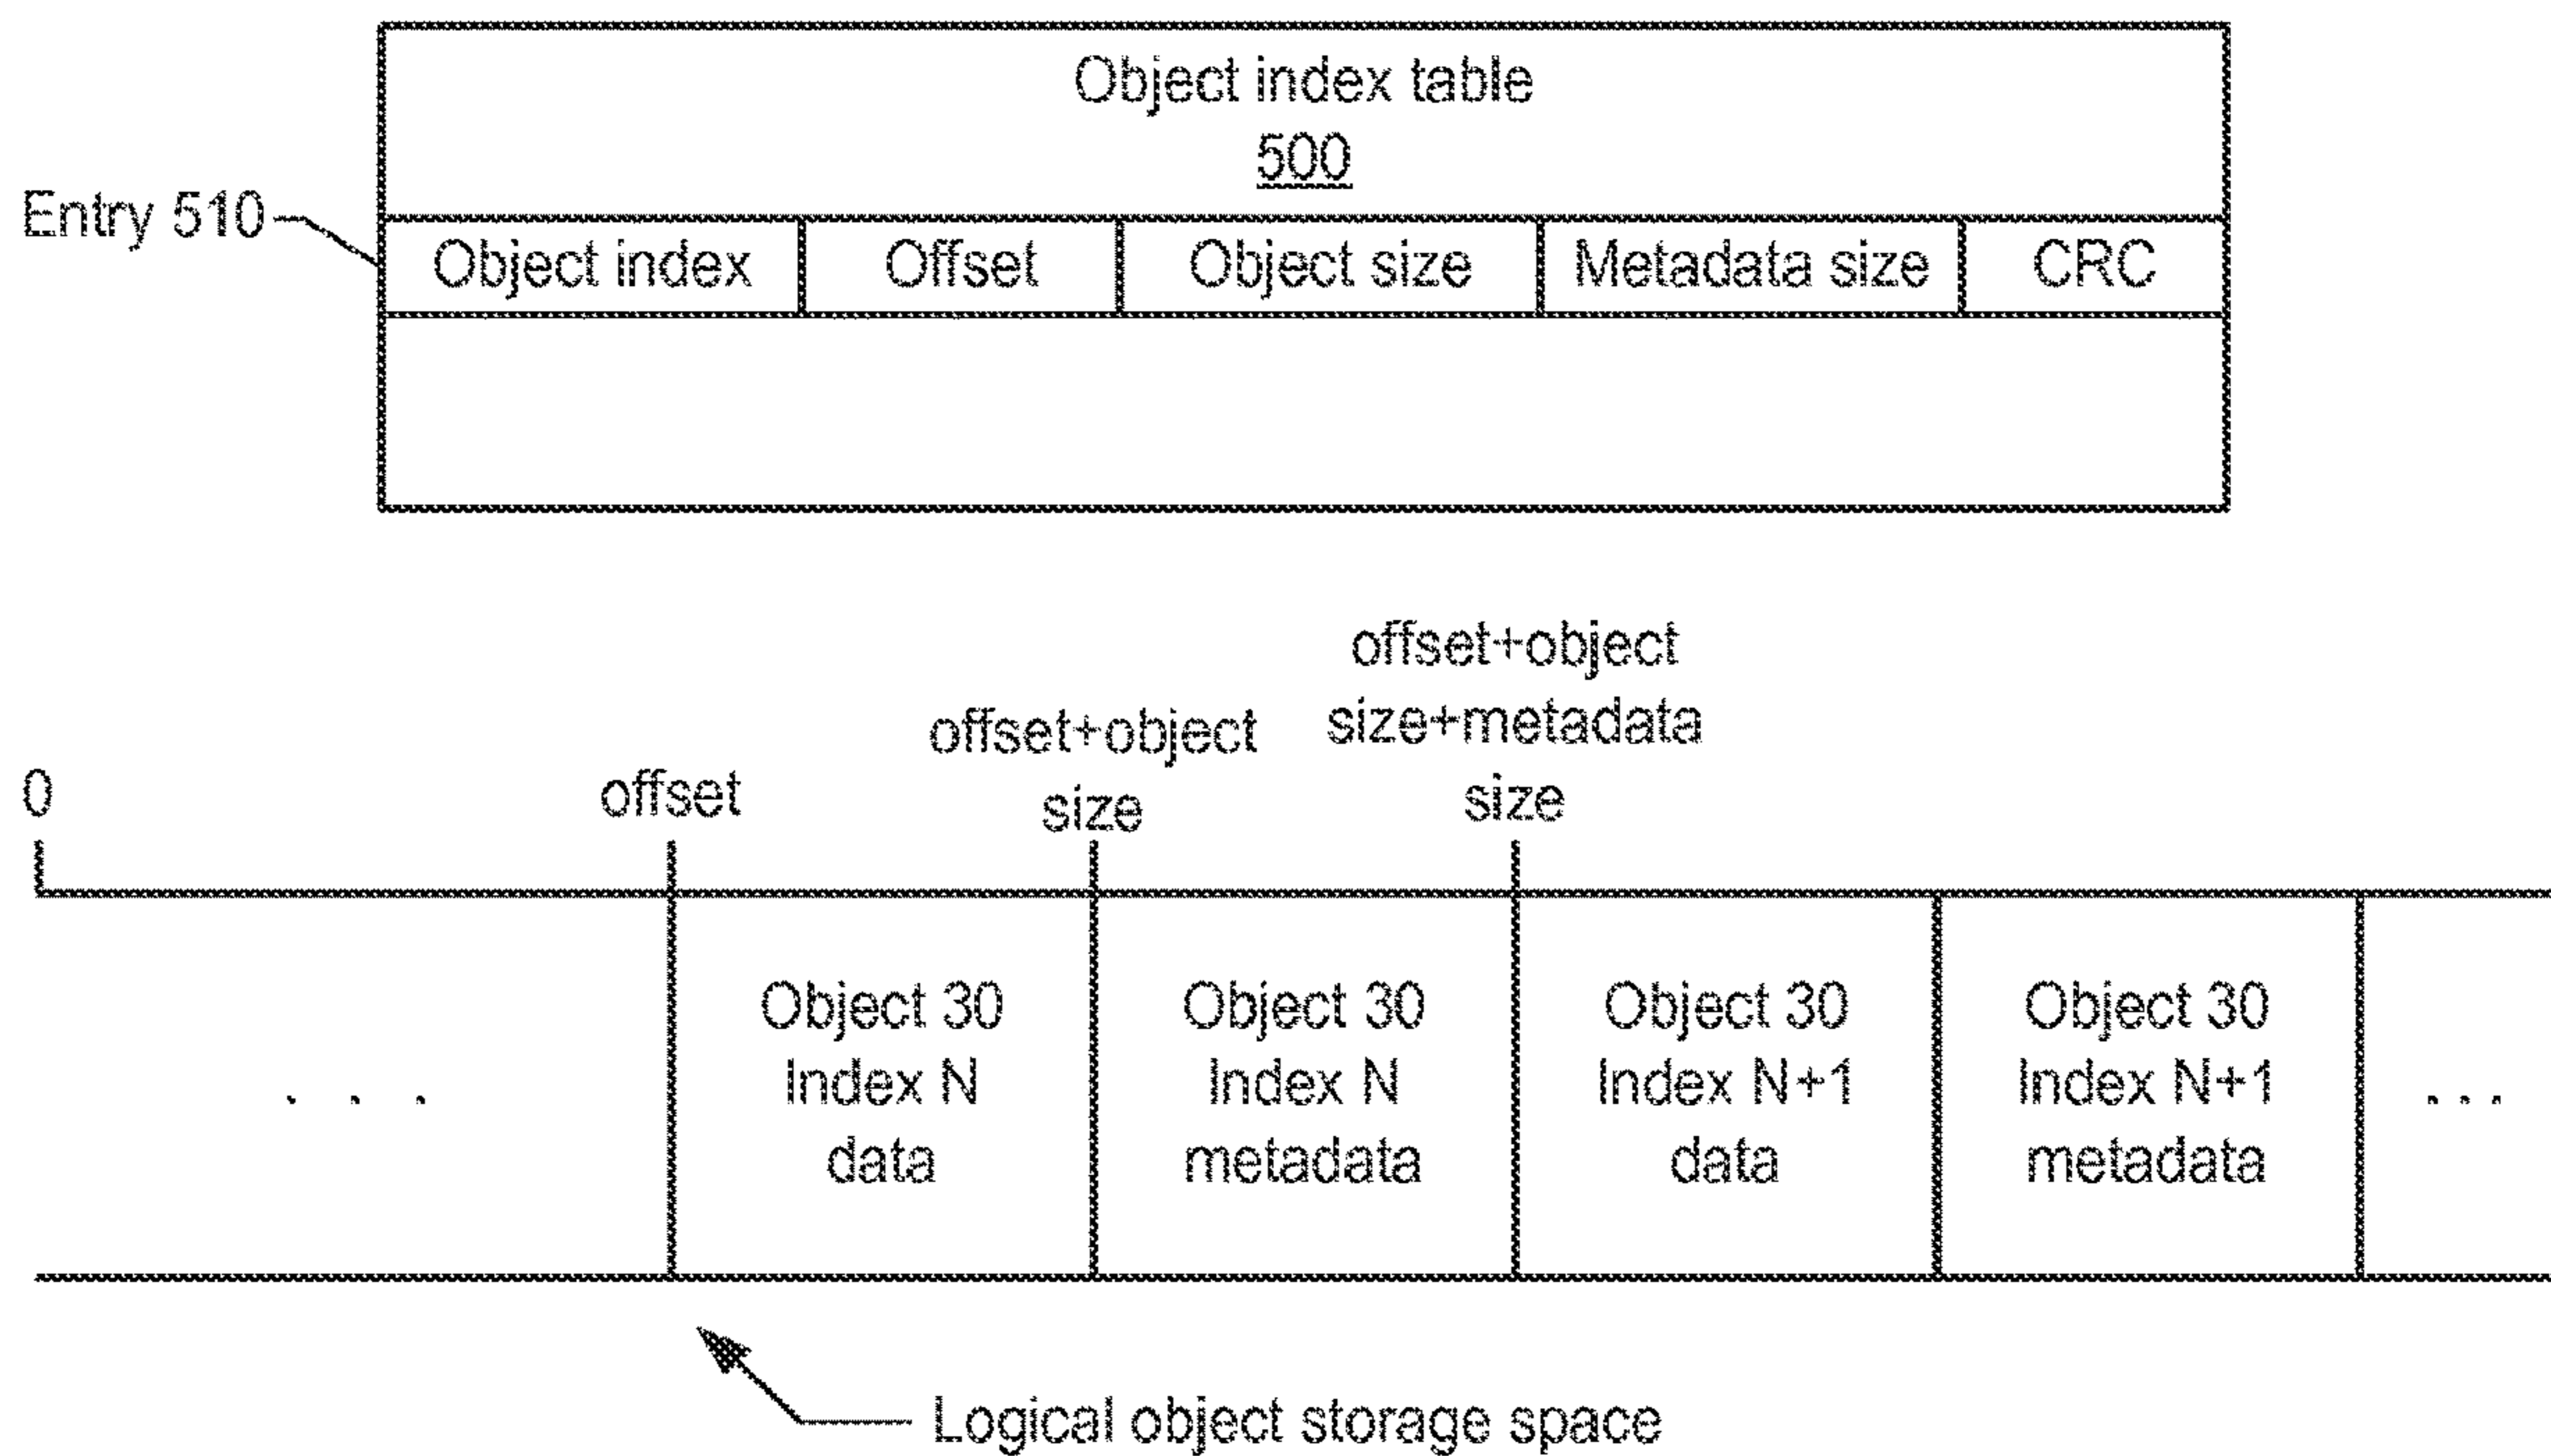 Object index table
500
Entry 510
Object index Offset Object size Metadata size CRC
offset+object
size+metadata
size
offset+object
size
offset
0
. . .
Object 30
Index N
data
Object 30
Index N
metadata
Object 30
Index N+1
data
Object 30
Index N+1
metadata
. . .
Logical object storage space